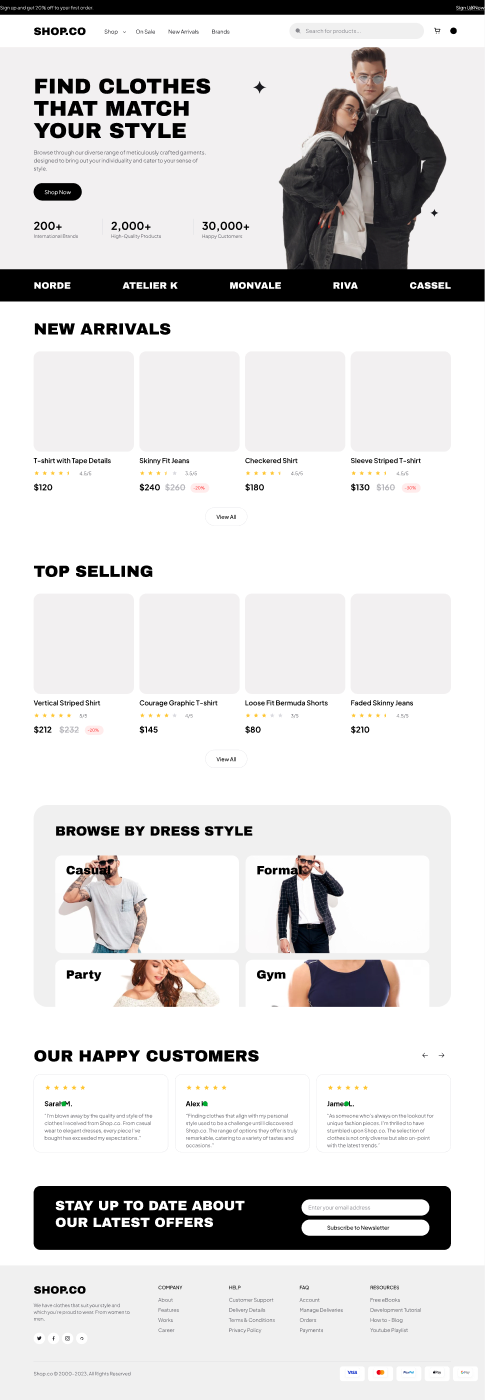 Sign up and get 20% off to your first order.
Sign Up Now
SHOP.CO
Shop
On Sale
New Arrivals
Brands
Search for products...
FIND CLOTHES
THAT MATCH
YOUR STYLE
Browse through our diverse range of meticulously crafted garments,
designed to bring out your individuality and cater to your sense of
style.
Shop Now
200+
2,000+
30,000+
International Brands
High-Quality Products
Happy Customers
NORDE
ATELIER K
MONVALE
RIVA
CASSEL
NEW ARRIVALS
T-shirt with Tape Details
Skinny Fit Jeans
Checkered Shirt
Sleeve Striped T-shirt
4.5/5
3.5/5
4.5/5
4.5/5
$120
$240 $260 -20%
$180
$130 $160 -30%
View All
TOP SELLING
Vertical Striped Shirt
Courage Graphic T-shirt
Loose Fit Bermuda Shorts
Faded Skinny Jeans
5/5
4/5
3/5
4.5/5
$212 $232 -20%
$145
$80
$210
View All
BROWSE BY DRESS STYLE
Casual
Formal
Party
Gym
OUR HAPPY CUSTOMERS
Sarah M.
"I'm blown away by the quality and style of the
clothes I received from Shop.co. From casual
wear to elegant dresses, every piece I've
bought has exceeded my expectations."
Alex K.
"Finding clothes that align with my personal
style used to be a challenge until I discovered
Shop.co. The range of options they offer is truly
remarkable, catering to a variety of tastes and
occasions."
James L.
"As someone who's always on the lookout for
unique fashion pieces, I'm thrilled to have
stumbled upon Shop.co. The selection of
clothes is not only diverse but also on-point
with the latest trends."
STAY UP TO DATE ABOUT
OUR LATEST OFFERS
Enter your email address
Subscribe to Newsletter
SHOP.CO
We have clothes that suit your style and
which you're proud to wear. From women to
men.
COMPANY
About
Features
Works
Career
HELP
Customer Support
Delivery Details
Terms & Conditions
Privacy Policy
FAQ
Account
Manage Deliveries
Orders
Payments
RESOURCES
Free eBooks
Development Tutorial
How to - Blog
Youtube Playlist
Shop.co © 2000-2023, All Rights Reserved
VISA
PayPal
Pay
G Pay